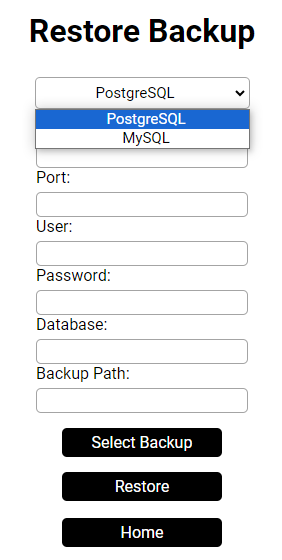 Restore Backup
PostgreSQL
PostgreSQL
MySQL
Port:
User:
Password:
Database:
Backup Path:
Select Backup
Restore
Home